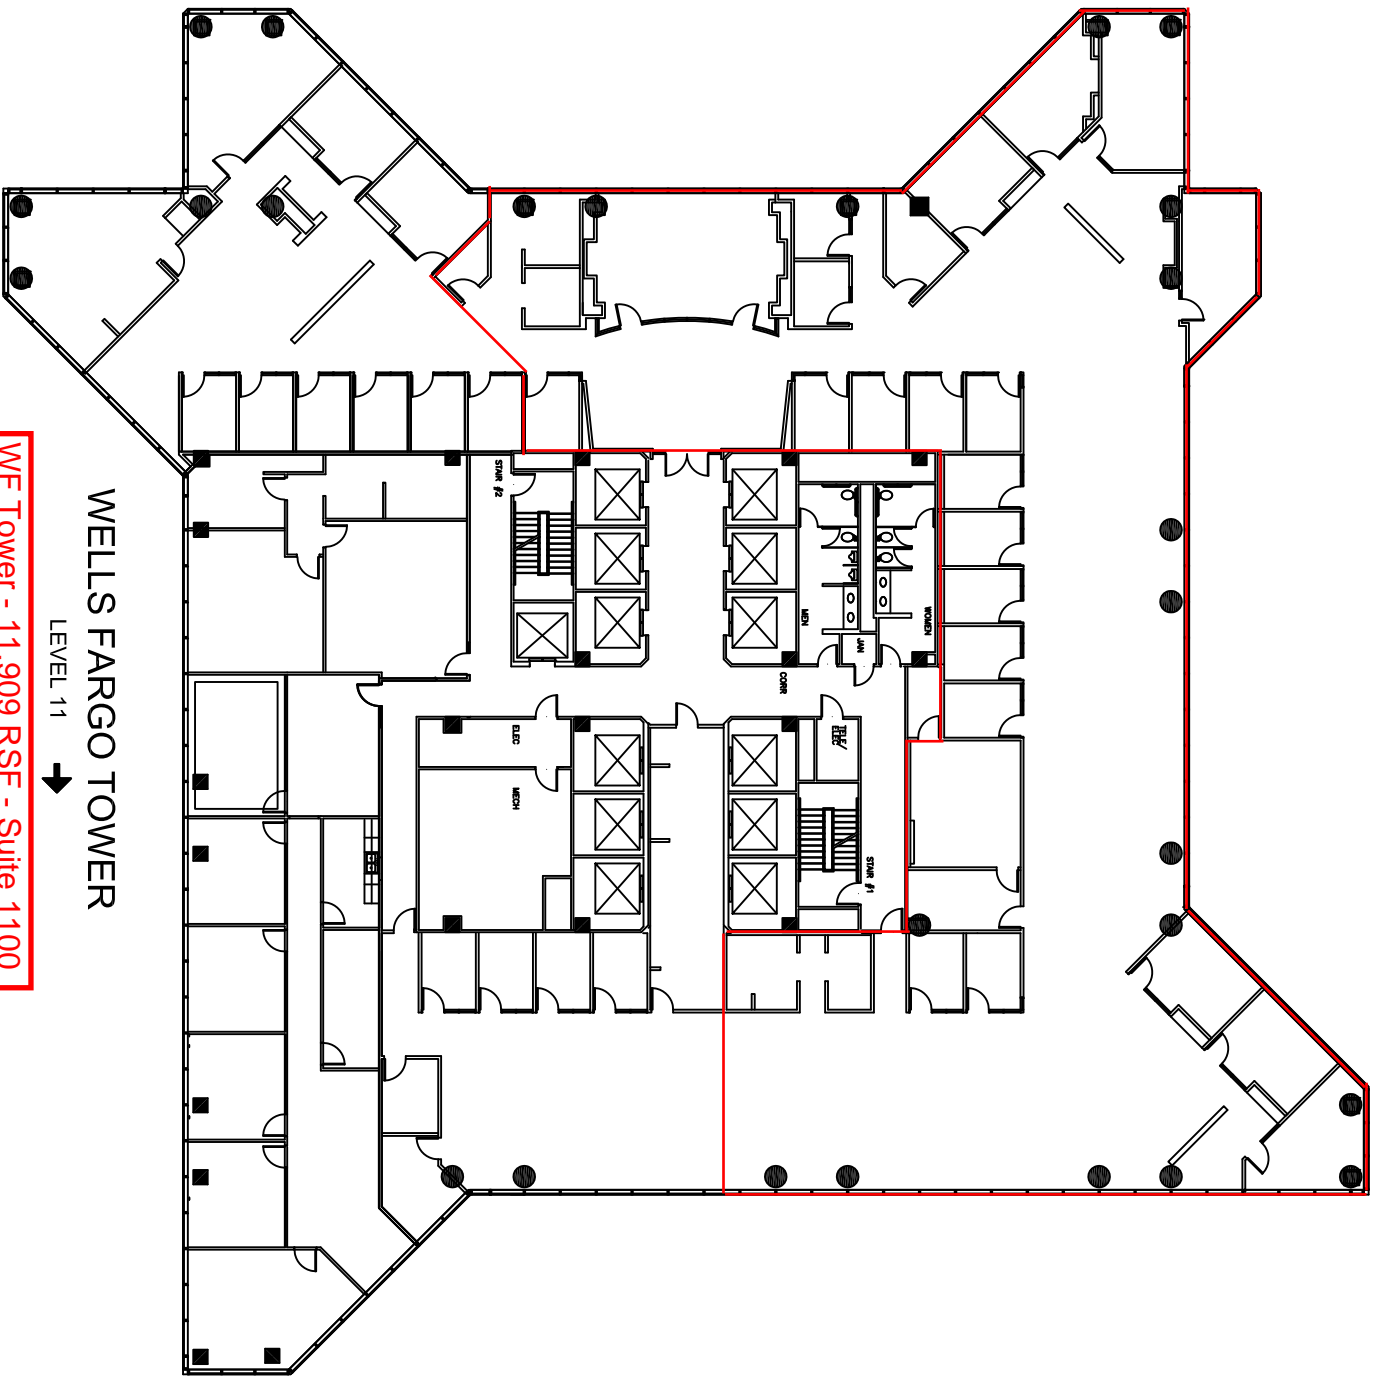 WELLS FARGO TOWER
LEVEL 11
WF Tower - 11,909 RSF - Suite 1100
STAIR #2
MEN
WOMEN
JAN
CORR
ELEC
TELE/
ELEC
MECH
STAIR #1